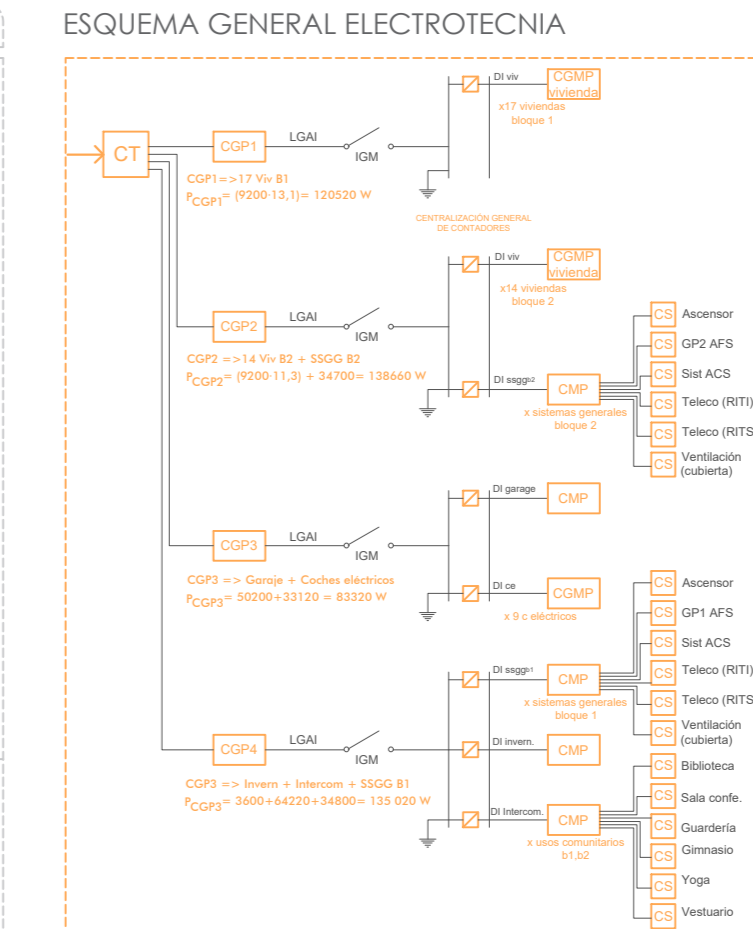 ESQUEMA GENERAL ELECTROTECNIA
CT
CGP1
LGAI
IGM
CGP1=>17 Viv B1
PCGP1= (9200·13,1)= 120520 W
DI viv
CGMP
vivienda
x17 viviendas
bloque 1
CENTRALIZACIÓN GENERAL
DE CONTADORES
CGP2
LGAI
IGM
CGP2 =>14 Viv B2 + SSGG B2
PCGP2= (9200·11,3) + 34700= 138660 W
DI viv
CGMP
vivienda
x14 viviendas
bloque 2
DI ssggb2
CMP
x sistemas generales
bloque 2
CS Ascensor
CS GP2 AFS
CS Sist ACS
CS Teleco (RITI)
CS Teleco (RITS
CS Ventilación
(cubierta)
CGP3
LGAI
IGM
CGP3 => Garaje + Coches eléctricos
PCGP3= 50200+33120 = 83320 W
DI garage
CMP
DI ce
CGMP
x 9 c eléctricos
CGP4
LGAI
IGM
CGP3 => Invern + Intercom + SSGG B1
PCGP3= 3600+64220+34800= 135 020 W
DI ssggb1
CMP
x sistemas generales
bloque 1
CS Ascensor
CS GP1 AFS
CS Sist ACS
CS Teleco (RITI)
CS Teleco (RITS
CS Ventilación
(cubierta)
DI invern.
CMP
DI Intercom.
CMP
x usos comunitarios
b1,b2
CS Biblioteca
CS Sala confe.
CS Guardería
CS Gimnasio
CS Yoga
CS Vestuario